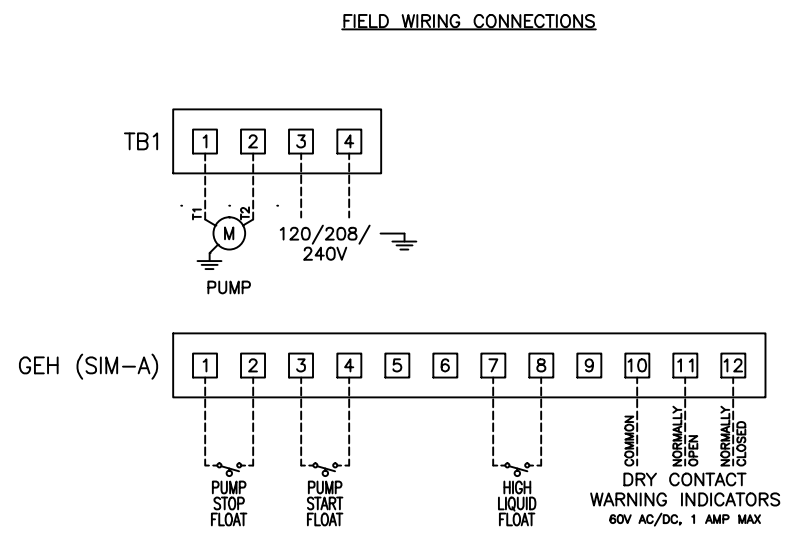 FIELD WIRING CONNECTIONS
TB1
1 2 3 4
T1 T2
M
120/208/
240V
PUMP
GEH (SIM-A)
1 2 3 4 5 6 7 8 9 10 11 12
COMMON
NORMALLY
OPEN
NORMALLY
CLOSED
PUMP
STOP
FLOAT
PUMP
START
FLOAT
HIGH
LIQUID
FLOAT
DRY CONTACT
WARNING INDICATORS
60V AC/DC, 1 AMP MAX